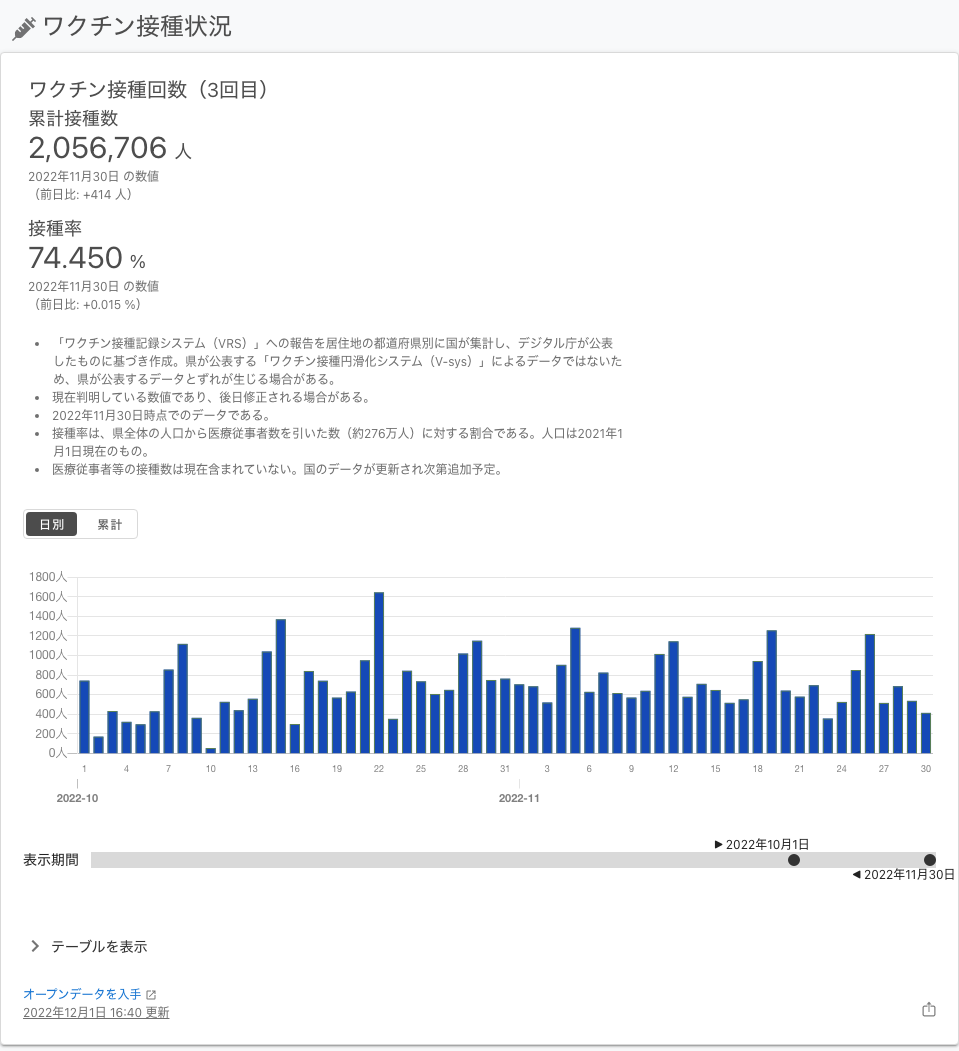 ワクチン接種状況
ワクチン接種回数（3回目）
累計接種数
2,056,706 人
2022年11月30日 の数値
（前日比: +414 人）
接種率
74.450 %
2022年11月30日 の数値
（前日比: +0.015 %）
• 「ワクチン接種記録システム（VRS）」への報告を居住地の都道府県別に国が集計し、デジタル庁が公表
したものに基づき作成。県が公表する「ワクチン接種円滑化システム（V-sys）」によるデータではないた
め、県が公表するデータとずれが生じる場合がある。
• 現在判明している数値であり、後日修正される場合がある。
• 2022年11月30日時点でのデータである。
• 接種率は、県全体の人口から医療従事者数を引いた数（約276万人）に対する割合である。人口は2021年1
月1日現在のもの。
• 医療従事者等の接種数は現在含まれていない。国のデータが更新され次第追加予定。
日別 累計
1800人
1600人
1400人
1200人
1000人
800人
600人
400人
200人
0人
1 4 7 10 13 16 19 22 25 28 31 3 6 9 12 15 18 21 24 27 30
2022-10 2022-11
▶ 2022年10月1日
表示期間
◀ 2022年11月30日
テーブルを表示
オープンデータを入手
2022年12月1日 16:40 更新